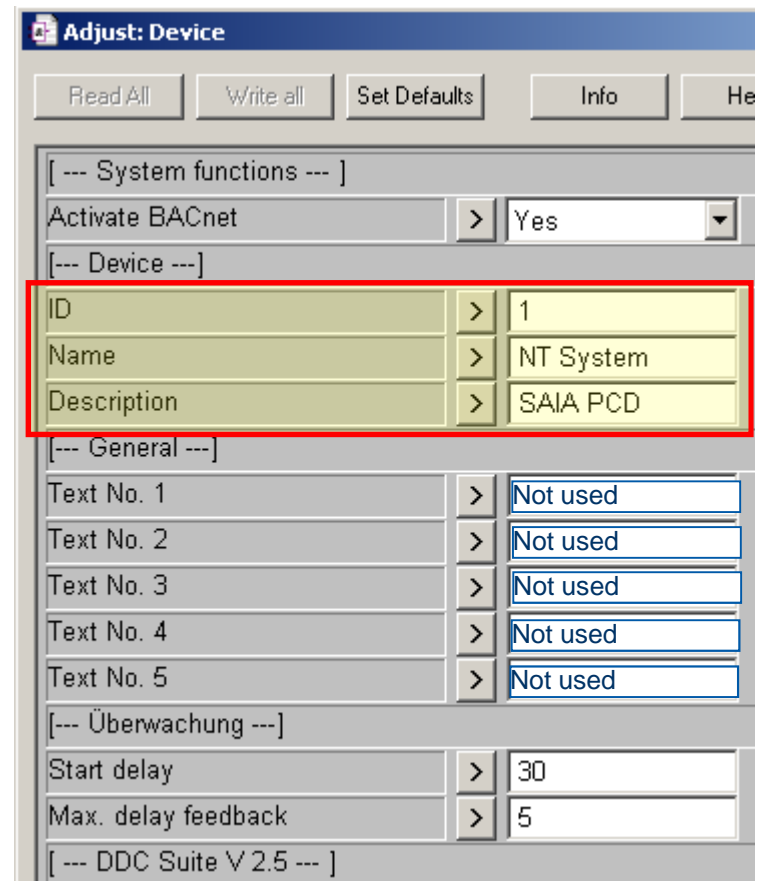 Adjust: Device
Read All Write all Set Defaults Info He
[ --- System functions --- ]
Activate BACnet > Yes
[--- Device ---]
ID > 1
Name > NT System
Description > SAIA PCD
[--- General ---]
Text No. 1 > Not used
Text No. 2 > Not used
Text No. 3 > Not used
Text No. 4 > Not used
Text No. 5 > Not used
[--- Überwachung ---]
Start delay > 30
Max. delay feedback > 5
[ --- DDC Suite V 2.5 --- ]